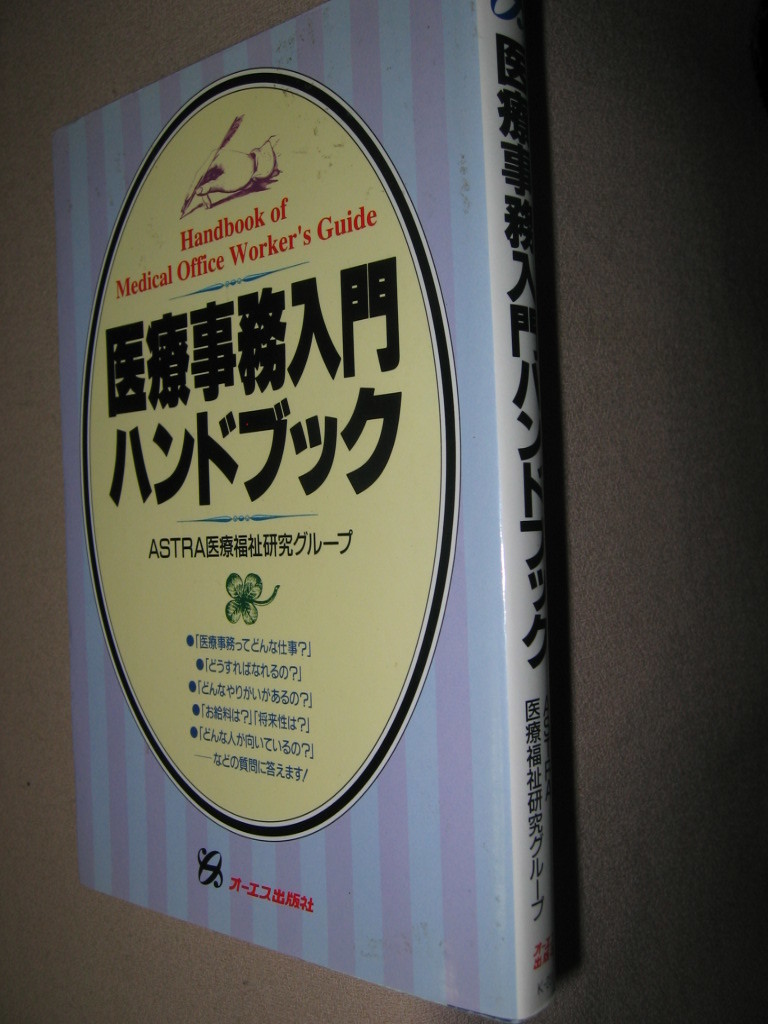 Handbook of
Medical Office Worker's Guide
医療事務入門
ハンドブック
ASTRA医療福祉研究グループ
●「医療事務ってどんな仕事?」
●「どうすればなれるの?」
●「どんなやりがいがあるの?」
●「お給料は?」「将来性は?」
●「どんな人が向いているの?」
――などの質問に答えます!
オーエス出版社
医療事務入門ハンドブック
ASTRA
医療福祉研究グループ